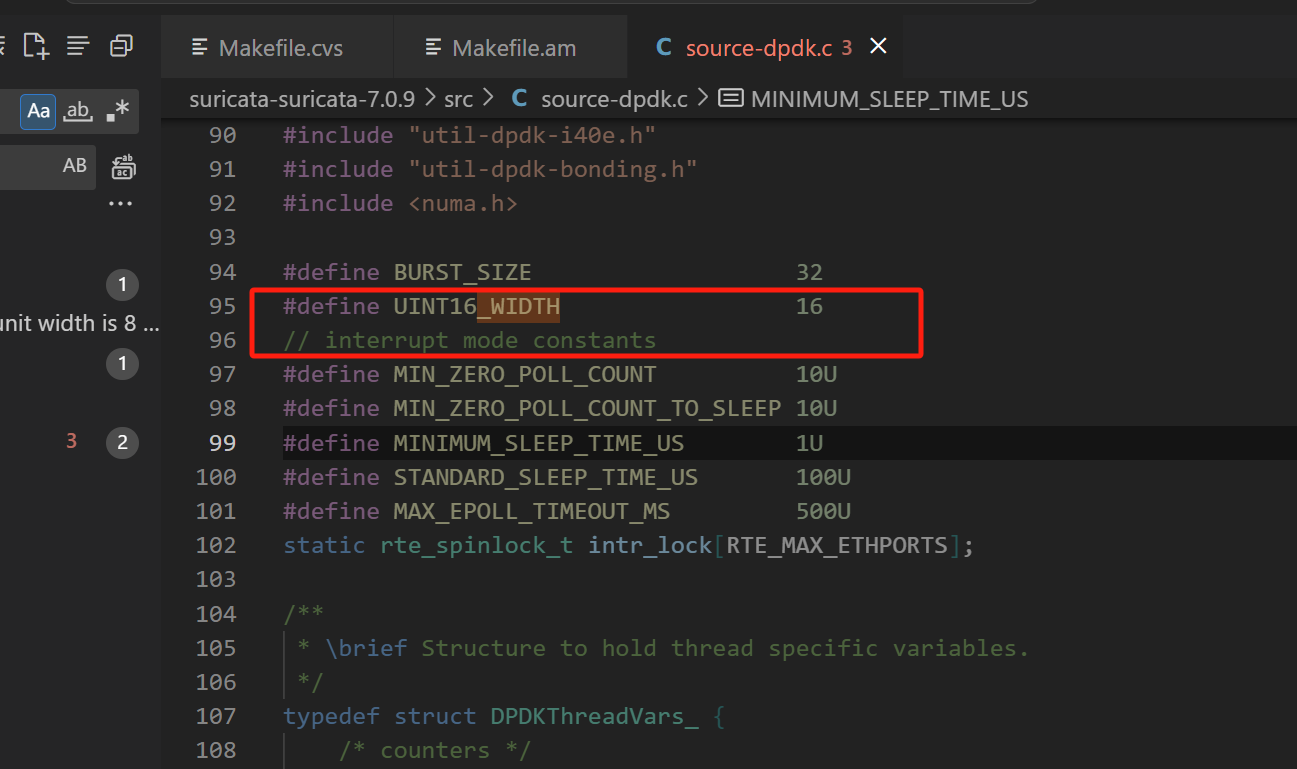 Makefile.cvs
Makefile.am
C source-dpdk.c 3
Aa ab .*
suricata-suricata-7.0.9 > src > C source-dpdk.c > MINIMUM_SLEEP_TIME_US
AB
...
1
unit width is 8 ...
1
3 2
90 #include "util-dpdk-i40e.h"
91 #include "util-dpdk-bonding.h"
92 #include <numa.h>
93
94 #define BURST_SIZE 32
95 #define UINT16_WIDTH 16
96 // interrupt mode constants
97 #define MIN_ZERO_POLL_COUNT 10U
98 #define MIN_ZERO_POLL_COUNT_TO_SLEEP 10U
99 #define MINIMUM_SLEEP_TIME_US 1U
100 #define STANDARD_SLEEP_TIME_US 100U
101 #define MAX_EPOLL_TIMEOUT_MS 500U
102 static rte_spinlock_t intr_lock[RTE_MAX_ETHPORTS];
103
104 /**
105 * \brief Structure to hold thread specific variables.
106 */
107 typedef struct DPDKThreadVars_ {
108 /* counters */